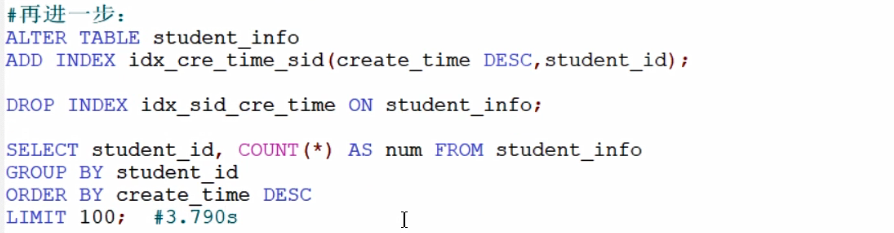 #再进一步：
ALTER TABLE student_info
ADD INDEX idx_cre_time_sid(create_time DESC,student_id);
DROP INDEX idx_sid_cre_time ON student_info;
SELECT student_id, COUNT(*) AS num FROM student_info
GROUP BY student_id
ORDER BY create_time DESC
LIMIT 100;  #3.790s